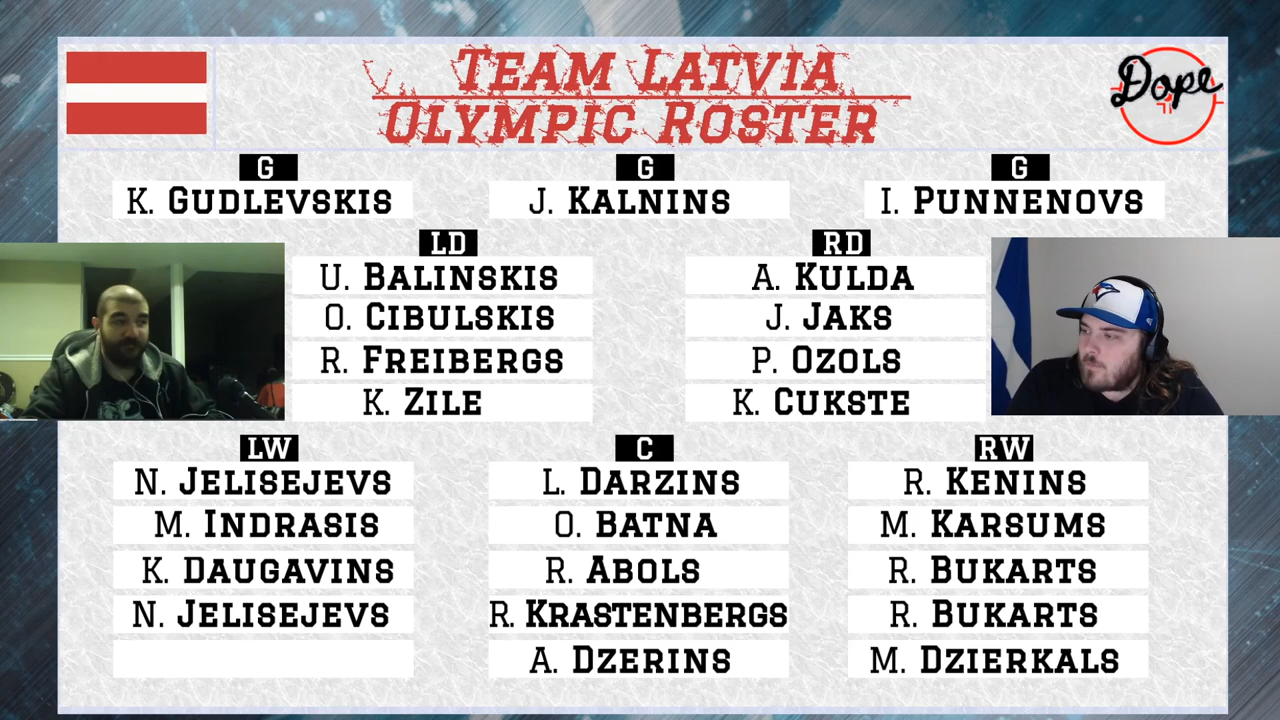 TEAM LATVIA
OLYMPIC ROSTER
Dope
G
G
G
K. GUDLEVSKIS
J. KALNINS
I. PUNNENOVS
LD
RD
U. BALINSKIS
A. KULDA
O. CIBULSKIS
J. JAKS
R. FREIBERGS
P. OZOLS
K. ZILE
K. CUKSTE
LW
C
RW
N. JELISEJEVS
L. DARZINS
R. KENINS
M. INDRASIS
O. BATNA
M. KARSUMS
K. DAUGAVINS
R. ABOLS
R. BUKARTS
N. JELISEJEVS
R. KRASTENBERGS
R. BUKARTS
A. DZERINS
M. DZIERKALS